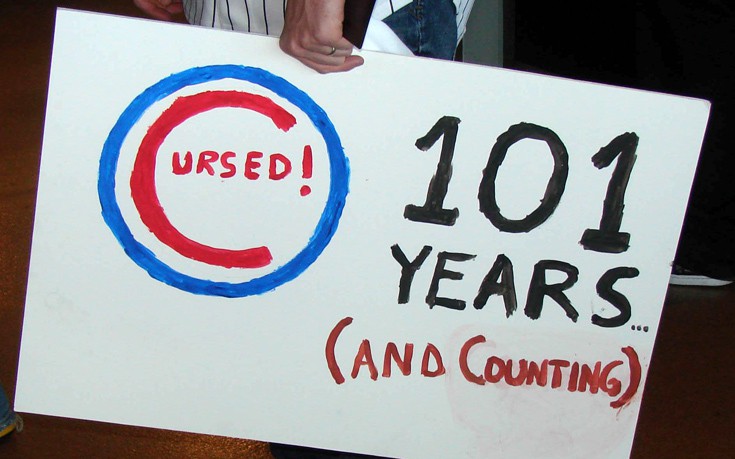 CURSED!
101
YEARS...
(AND COUNTING)